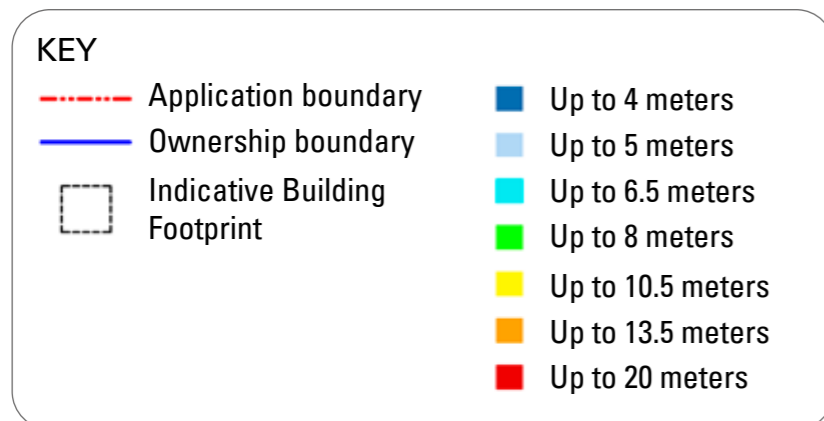 KEY
Application boundary
Ownership boundary
Indicative Building
Footprint
Up to 4 meters
Up to 5 meters
Up to 6.5 meters
Up to 8 meters
Up to 10.5 meters
Up to 13.5 meters
Up to 20 meters